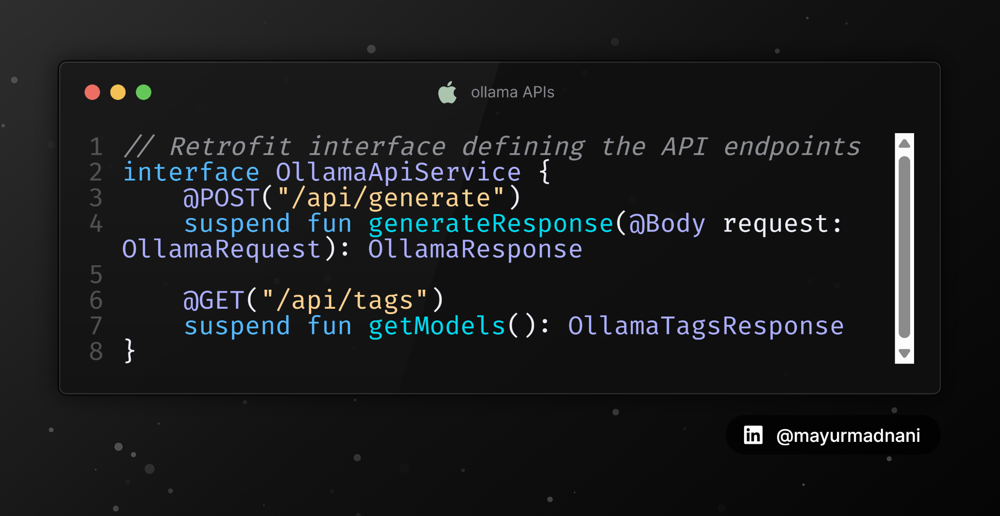 ollama APIs
1 // Retrofit interface defining the API endpoints
2 interface OllamaApiService {
3     @POST("/api/generate")
4     suspend fun generateResponse(@Body request:
OllamaRequest): OllamaResponse
5
6     @GET("/api/tags")
7     suspend fun getModels(): OllamaTagsResponse
8 }
in @mayurmadnani